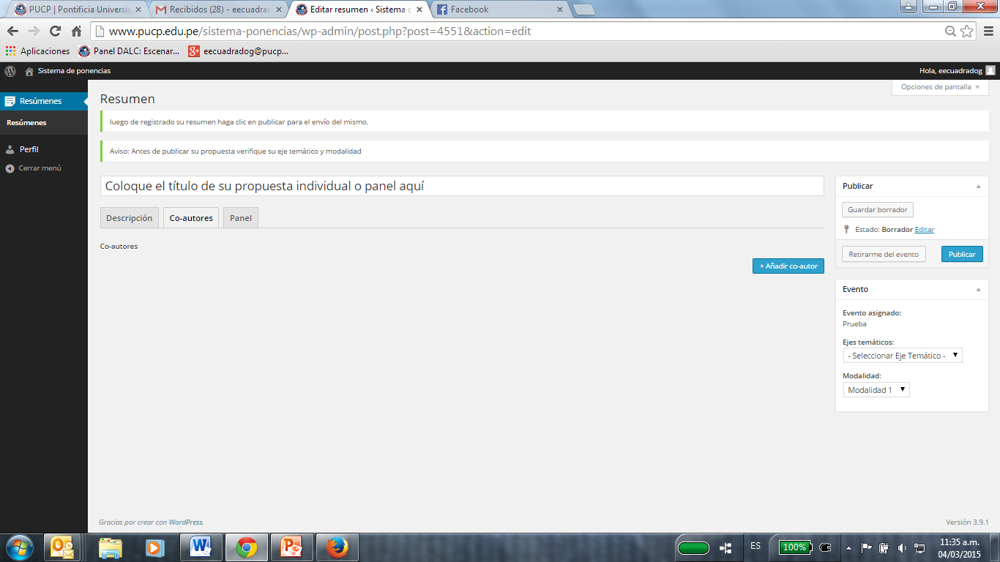 PUCP | Pontificia Universid
Recibidos (28) - eecuadrad
Editar resumen ‹ Sistema d
Facebook
www.pucp.edu.pe/sistema-ponencias/wp-admin/post.php?post=4551&action=edit
Aplicaciones
Panel DALC: Escenar...
eecuadradog@pucp...
Sistema de ponencias
Hola, eecuadradog
Opciones de pantalla
Resúmenes
Resúmenes
Perfil
Cerrar menú
Resumen
luego de registrado su resumen haga clic en publicar para el envío del mismo.
Aviso: Antes de publicar su propuesta verifique su eje temático y modalidad
Coloque el título de su propuesta individual o panel aquí
Descripción
Co-autores
Panel
Co-autores
+ Añadir co-autor
Publicar
Guardar borrador
Estado: Borrador Editar
Retirarme del evento
Publicar
Evento
Evento asignado:
Prueba
Ejes temáticos:
- Seleccionar Eje Temático -
Modalidad:
Modalidad 1
Gracias por crear con WordPress.
Versión 3.9.1
ES
100%
11:35 a.m.
04/03/2015